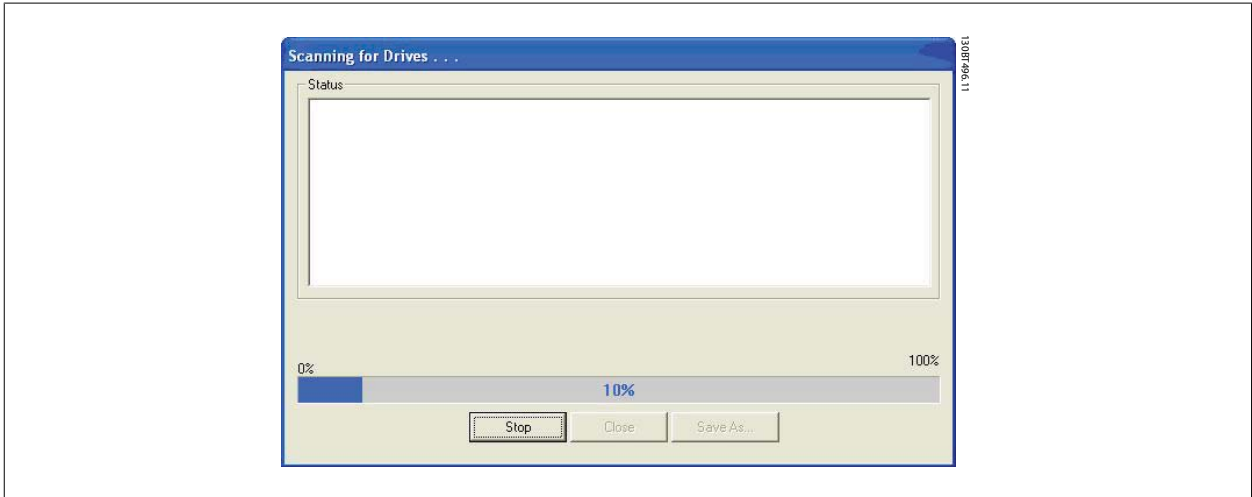 Scanning for Drives . . .
130BT496.11
Status
0%
100%
10%
Stop
Close
Save As...